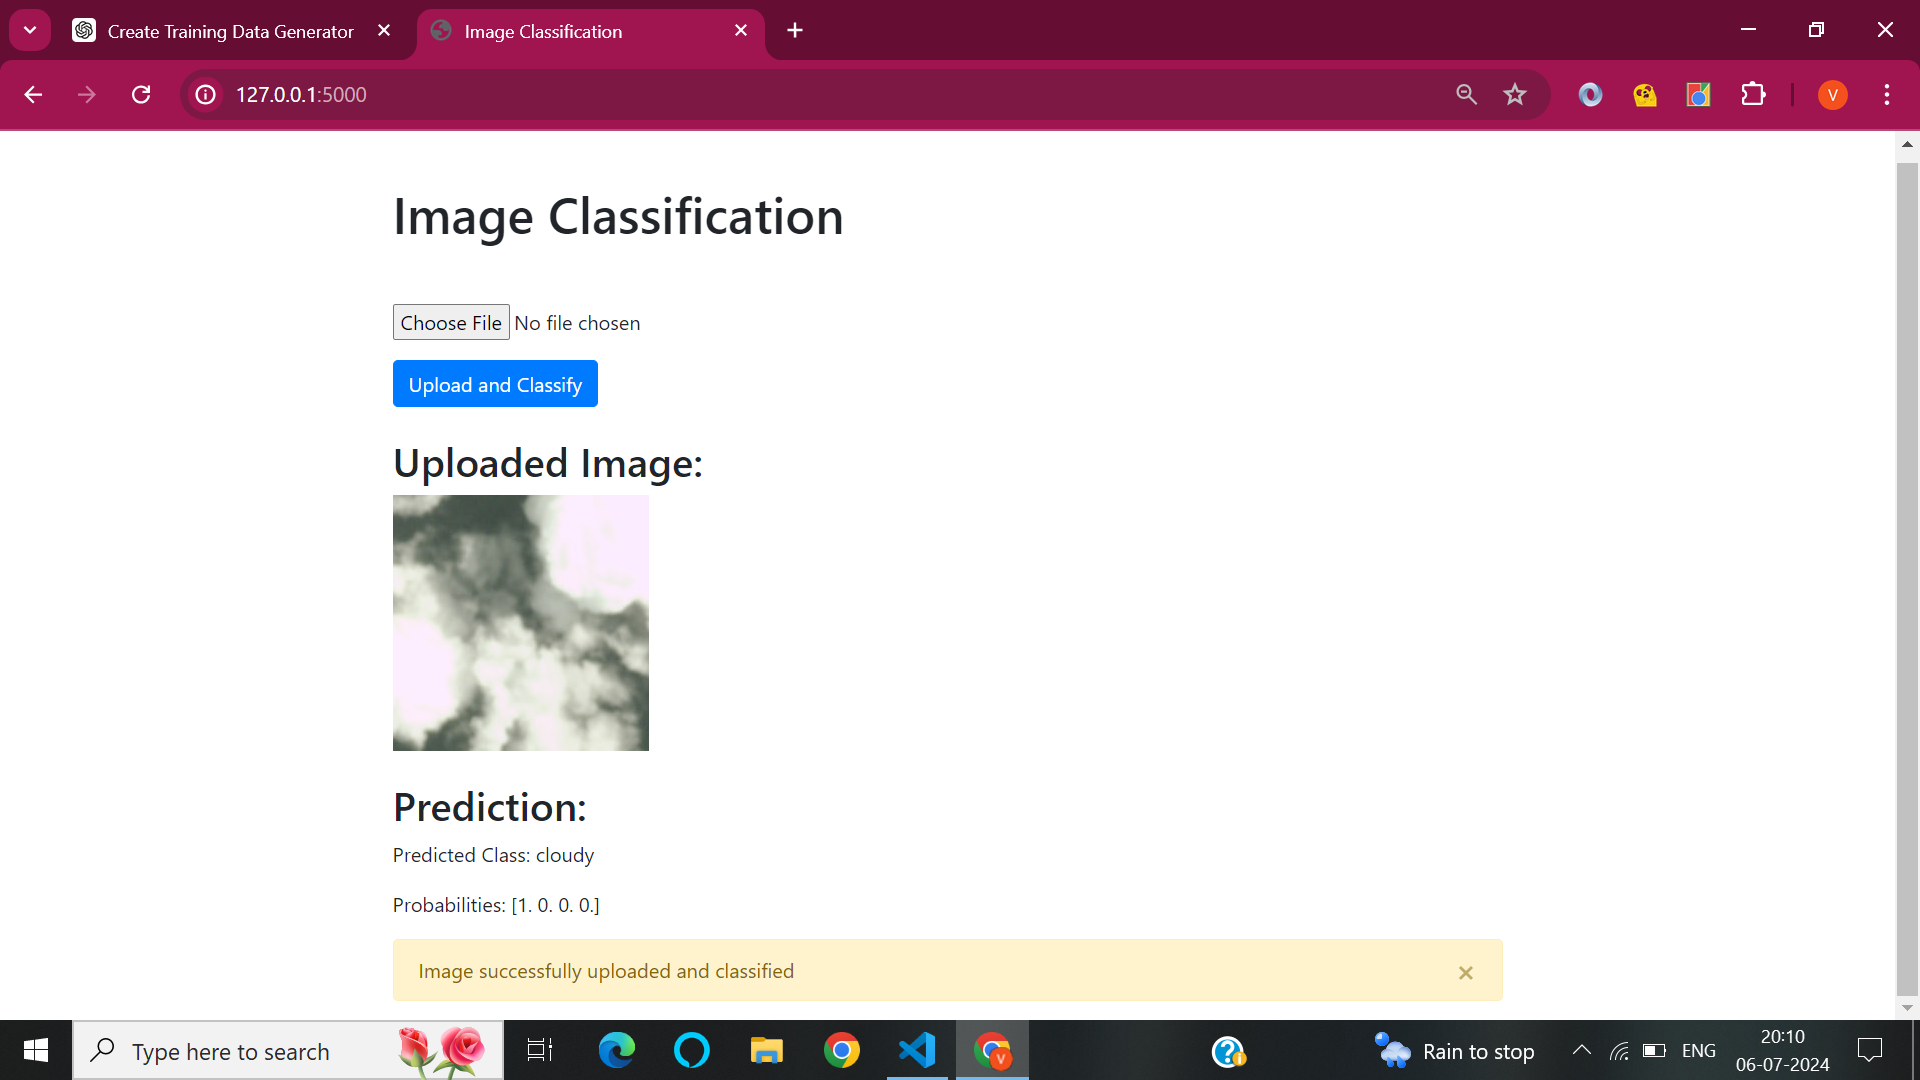 Create Training Data Generator
Image Classification
127.0.0.1:5000
V
Image Classification
Choose File No file chosen
Upload and Classify
Uploaded Image:
Prediction:
Predicted Class: cloudy
Probabilities: [1. 0. 0. 0.]
Image successfully uploaded and classified
Type here to search
V
Rain to stop
ENG
20:10
06-07-2024